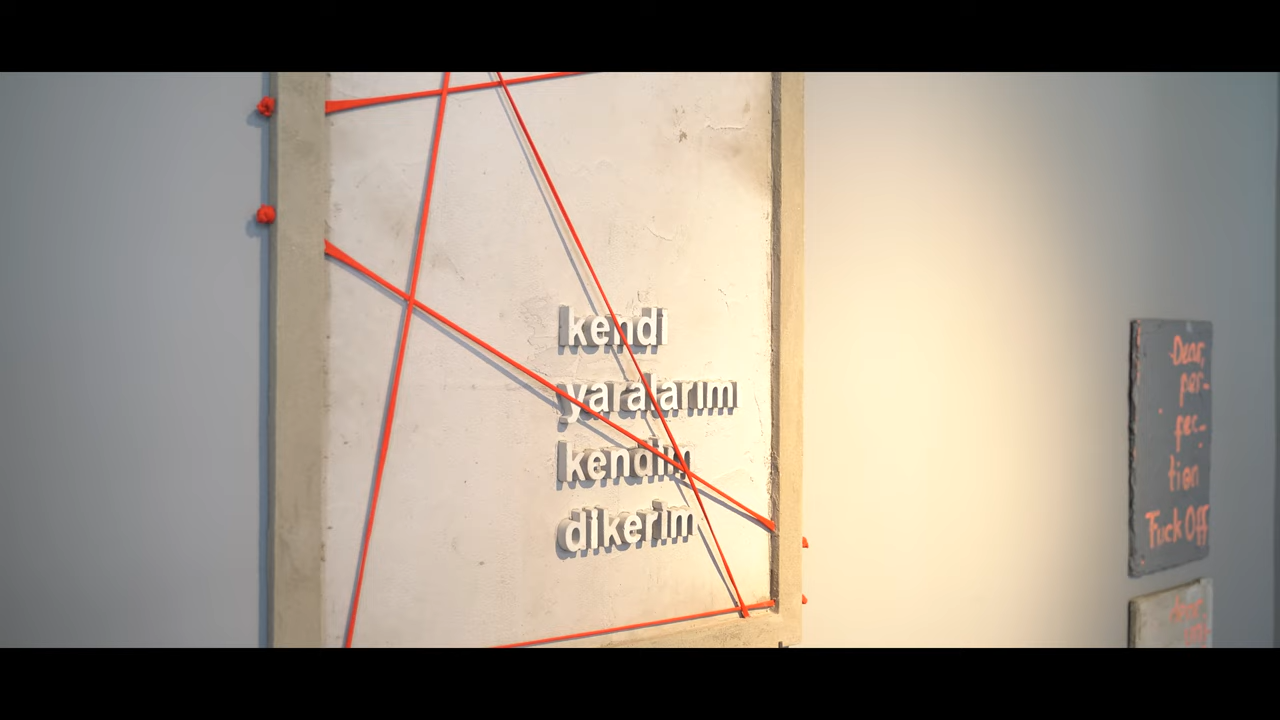 kendi
yaralarım
kendim
dikerim
Dear,
per-
fec-
tion
Fuck Off